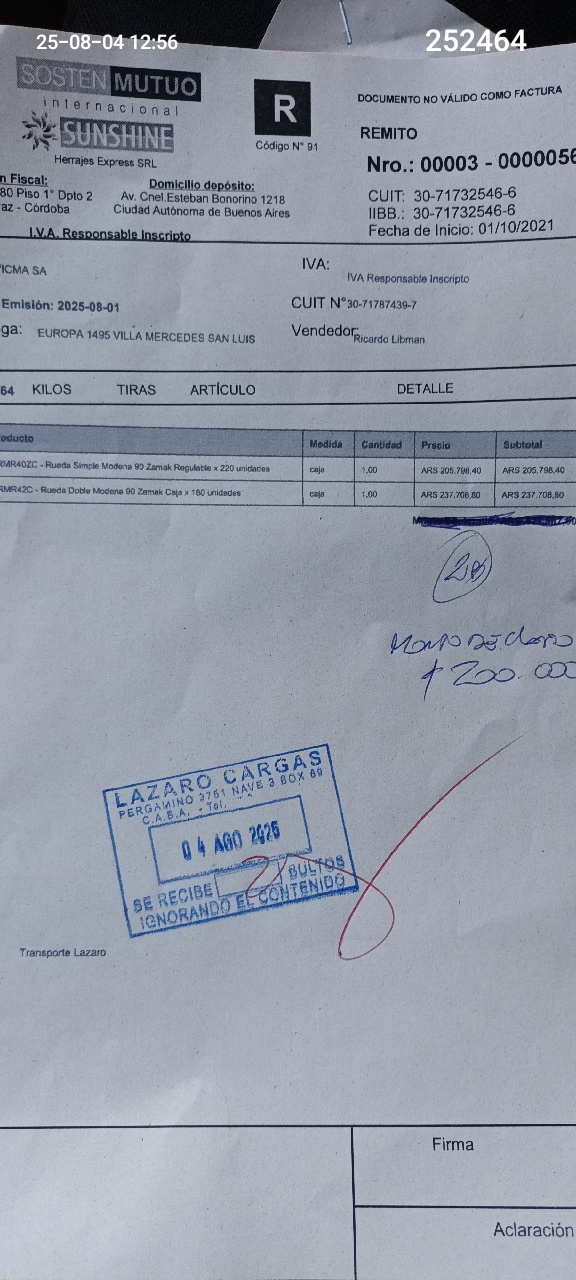 25-08-04 12:56
252464
SOSTEN MUTUO
internacional
SUNSHINE
Herrajes Express SRL
R
Código N° 91
DOCUMENTO NO VÁLIDO COMO FACTURA
REMITO
Nro.: 00003 - 0000056
CUIT: 30-71732546-6
IIBB.: 30-71732546-6
Fecha de Inicio: 01/10/2021
n Fiscal:
80 Piso 1° Dpto 2
az - Córdoba
Domicilio depósito:
Av. Cnel.Esteban Bonorino 1218
Ciudad Autónoma de Buenos Aires
I.V.A. Responsable Inscripto
ICMA SA
IVA:
IVA Responsable Inscripto
Emisión: 2025-08-01
CUIT N°30-71787439-7
ga: EUROPA 1495 VILLA MERCEDES SAN LUIS
Vendedor: Ricardo Libman
64 KILOS TIRAS ARTÍCULO DETALLE
oducto Medida Cantidad Precio Subtotal
RMR40ZC - Rueda Simple Modena 90 Zamak Regulable x 220 unidades caja 1,00 ARS 205.798,40 ARS 205.798,40
RMR42C - Rueda Doble Modena 90 Zamak Caja x 160 unidades caja 1,00 ARS 237.708,80 ARS 237.708,80
$ 200.000
LAZARO CARGAS
PERGAMINO 3751 NAVE 3 BOX 69
C.A.B.A. - Tel.
04 AGO 2025
SE RECIBE 2 BULTOS
IGNORANDO EL CONTENIDO
Transporte Lazaro
Firma
Aclaración